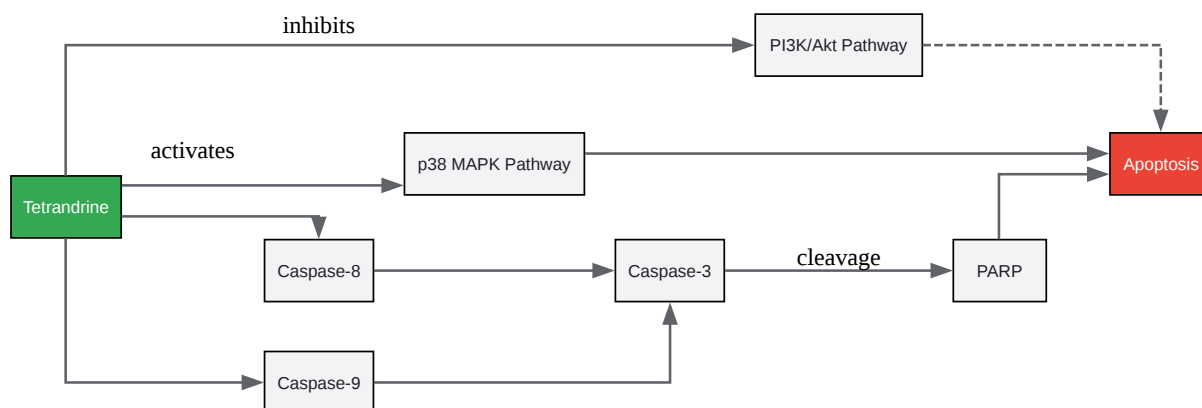 inhibits
PI3K/Akt Pathway
activates
p38 MAPK Pathway
Apoptosis
Tetrandrine
Caspase-8
Caspase-3
cleavage
PARP
Caspase-9